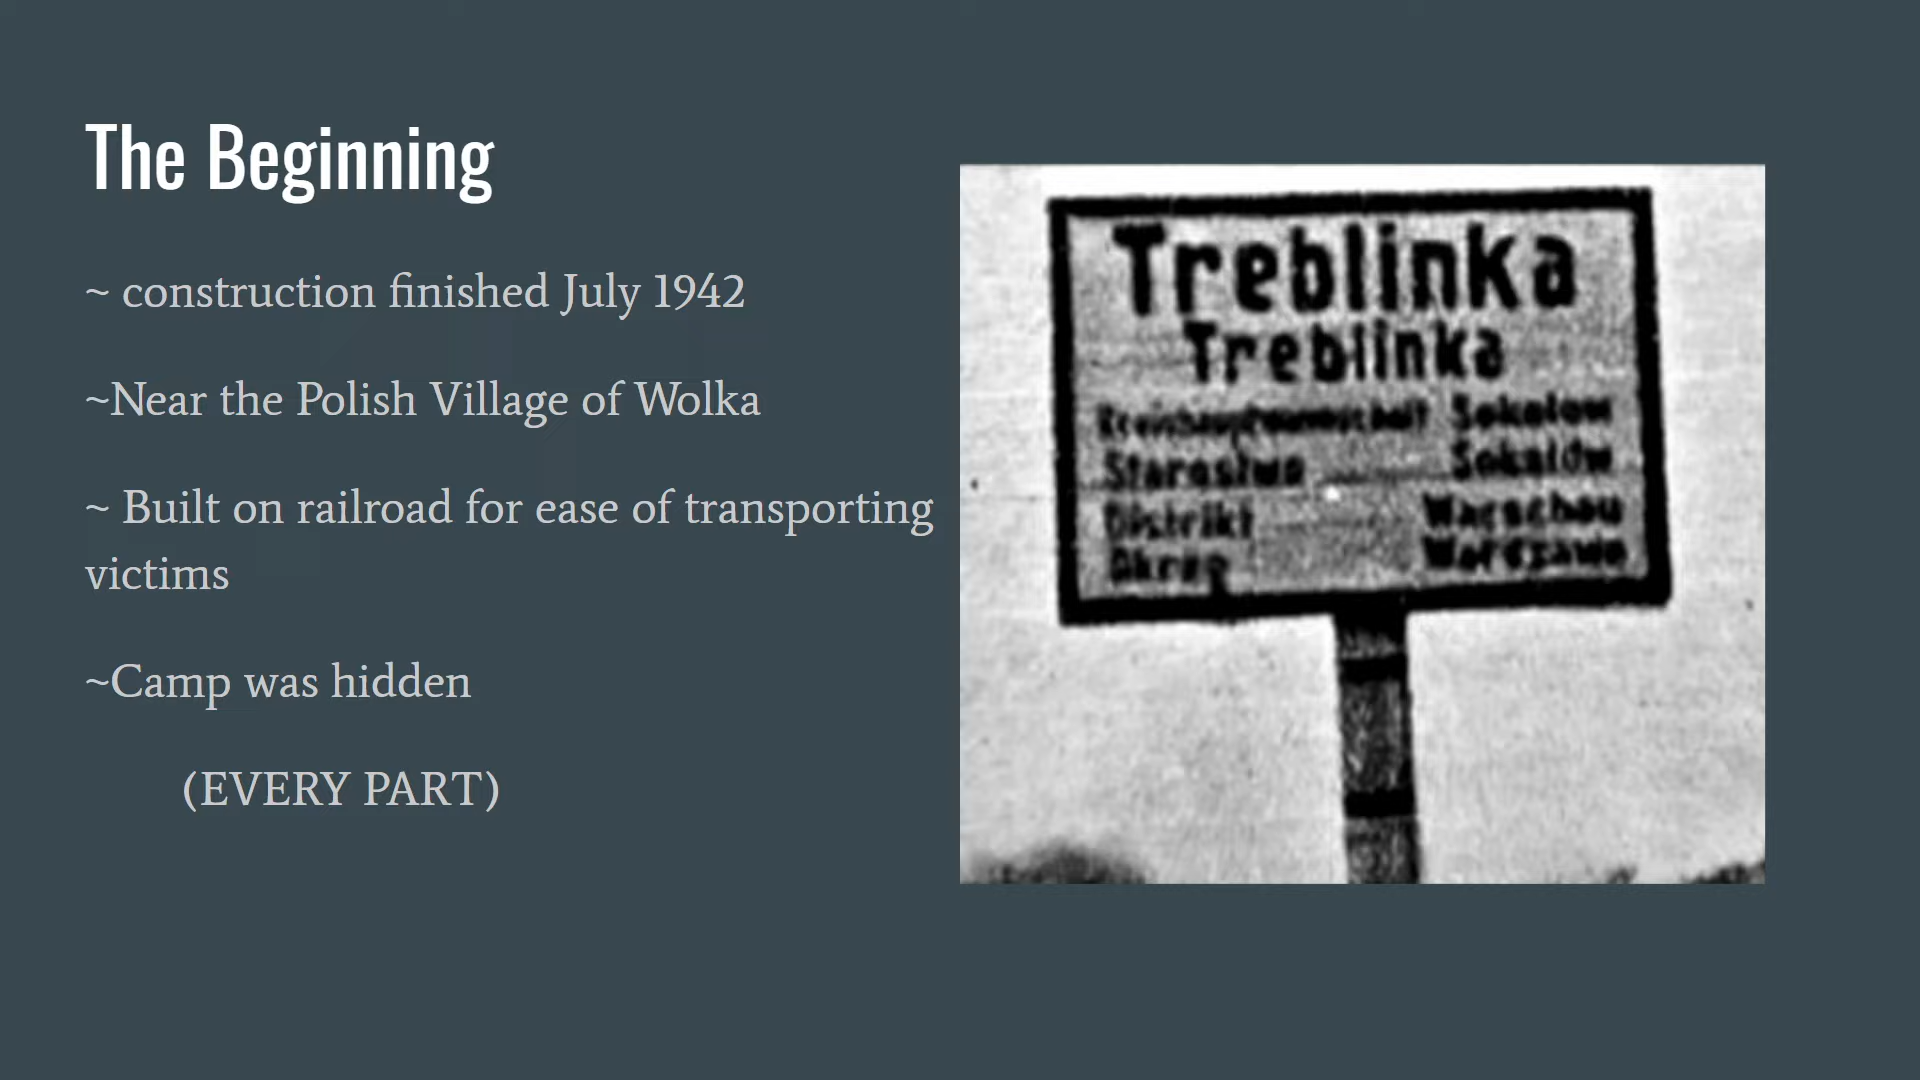 The Beginning
~ construction finished July 1942
~Near the Polish Village of Wolka
~ Built on railroad for ease of transporting
victims
~Camp was hidden
(EVERY PART)
Treblinka
Treblinka
Sokolow
Starostwo Sokołów
Distrikt Warschau
Okręg Warszawa